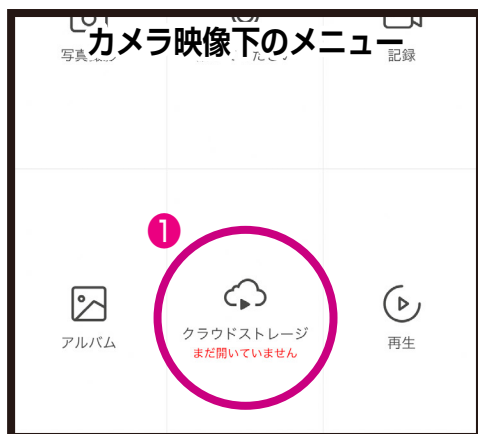 カメラ映像下のメニュー
記録
1
アルバム
クラウドストレージ
まだ開いていません
再生